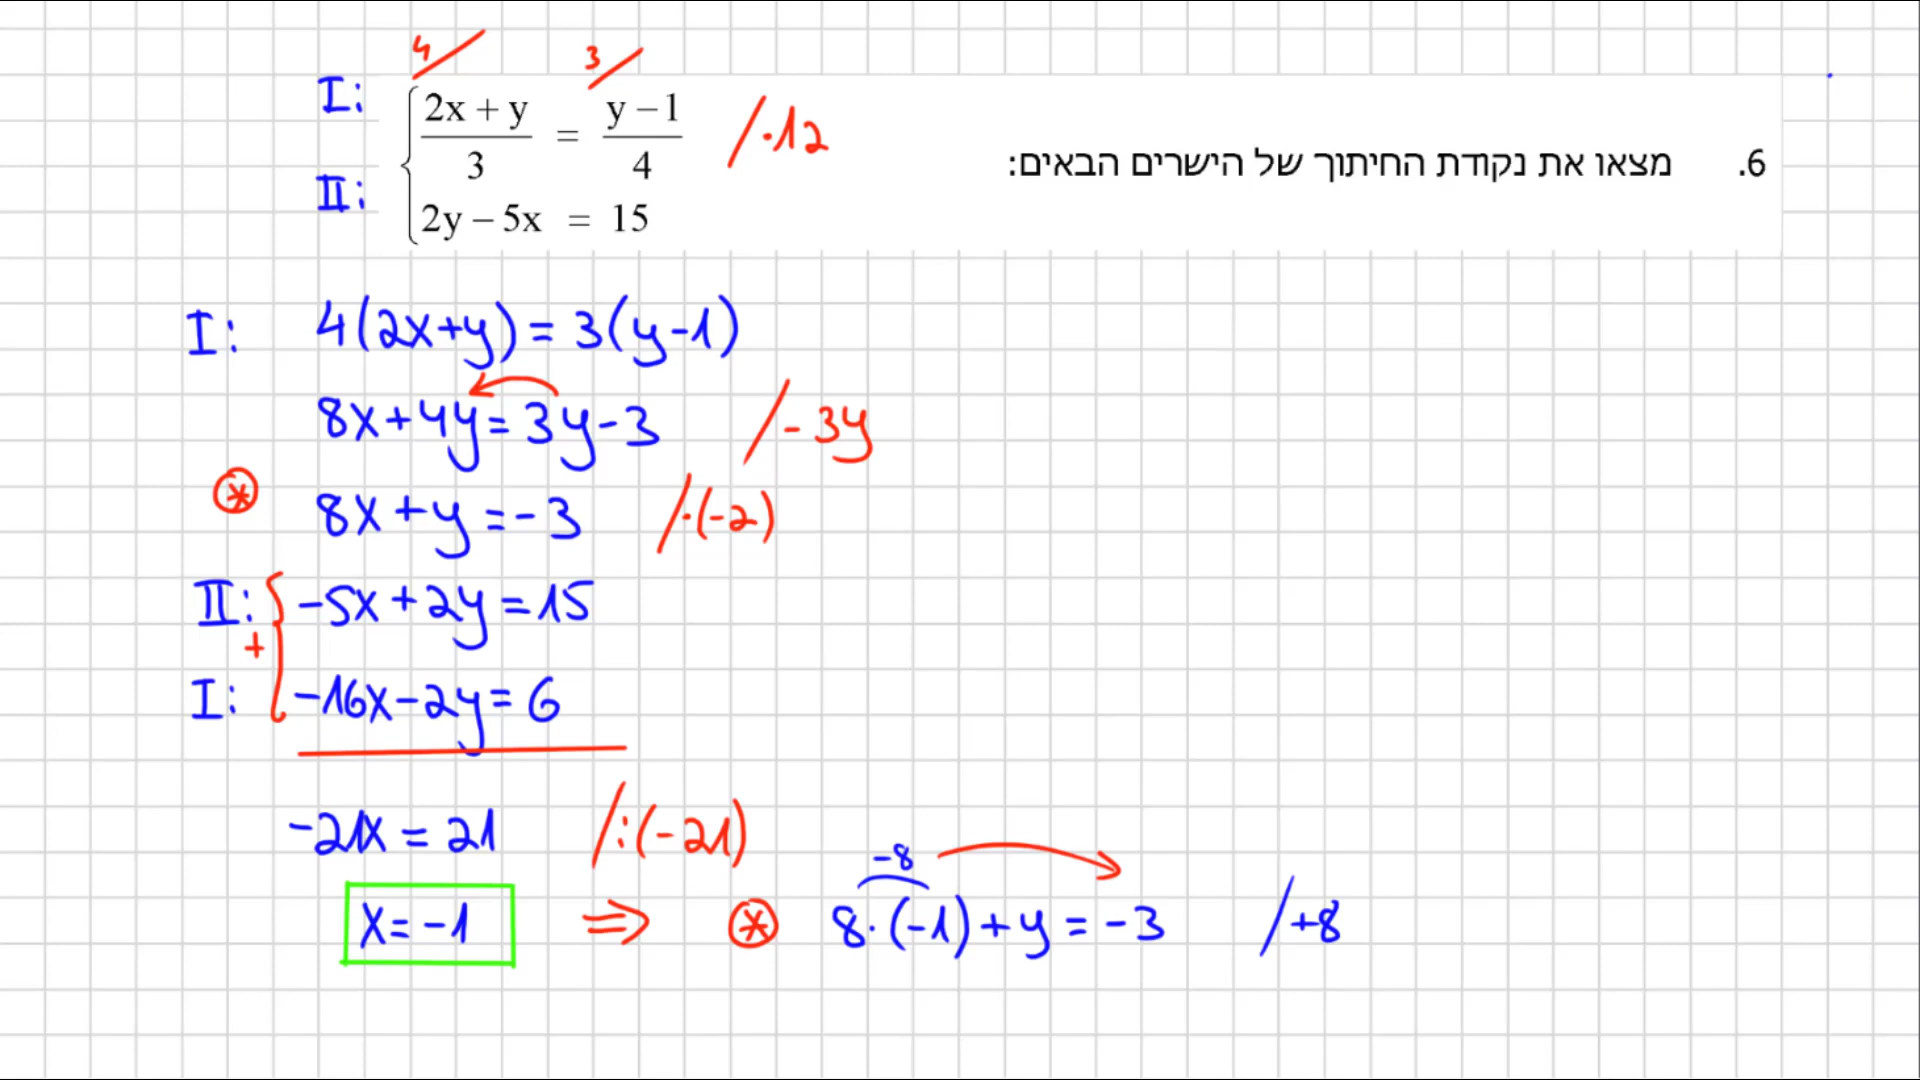 4 3
I: (2x + y)/3 = (y − 1)/4 /·12
II: 2y − 5x = 15
6. מצאו את נקודת החיתוך של הישרים הבאים:
I: 4(2x+y)=3(y-1)
8x+4y=3y-3 /-3y
* 8x+y=-3 /·(-2)
II: -5x+2y=15
+
I: -16x-2y=6
-21x=21 /:(-21)
-8
x=-1 ⇒ * 8·(-1)+y=-3 /+8